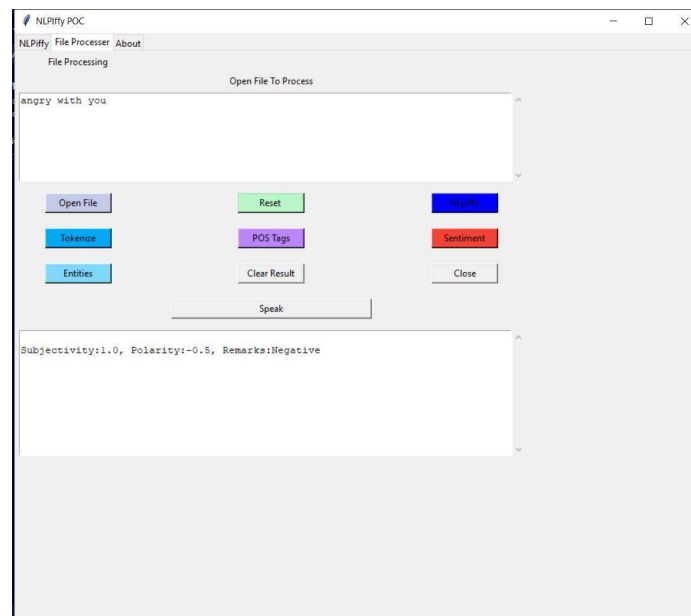 NLPIffy POC
NLPiffy File Processer About
File Processing
Open File To Process
angry with you
Open File Reset
Tokenize POS Tags Sentiment
Entities Clear Result Close
Speak
Subjectivity:1.0, Polarity:-0.5, Remarks:Negative